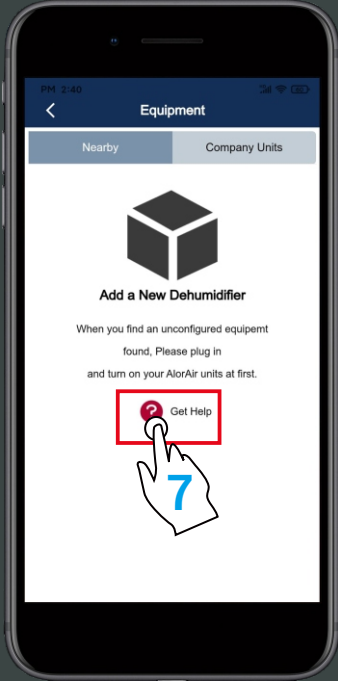 PM 2:40
Equipment
Nearby
Company Units
Add a New Dehumidifier
When you find an unconfigured equipemt
found, Please plug in
and turn on your AlorAir units at first.
? Get Help
7